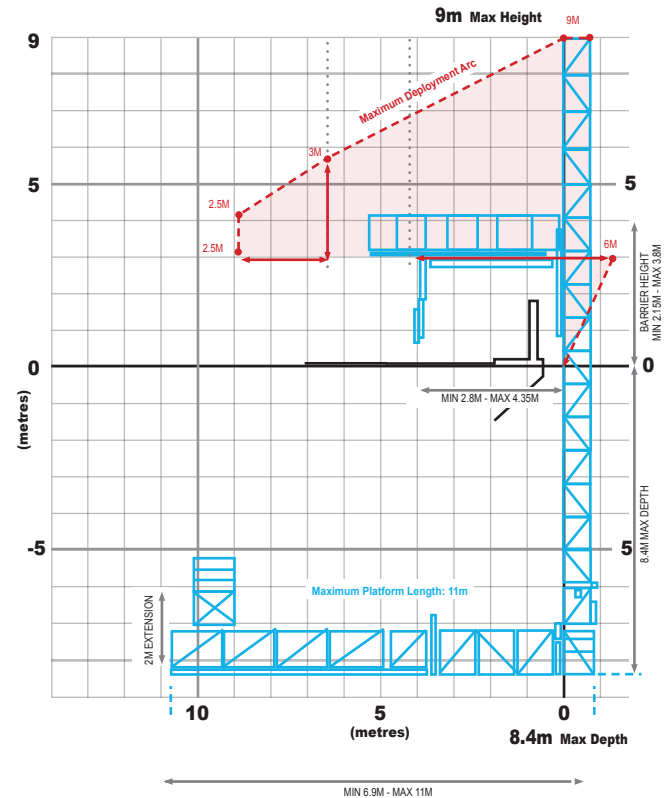 9m Max Height
9M
9
Maximum Deployment Arc
3M
5
5
2.5M
2.5M
6M
BARRIER HEIGHT
MIN 2.15M - MAX 3.8M
0
0
MIN 2.8M - MAX 4.35M
(metres)
8.4M MAX DEPTH
-5
5
Maximum Platform Length: 11m
2M EXTENSION
10
5
0
(metres)
8.4m Max Depth
MIN 6.9M - MAX 11M